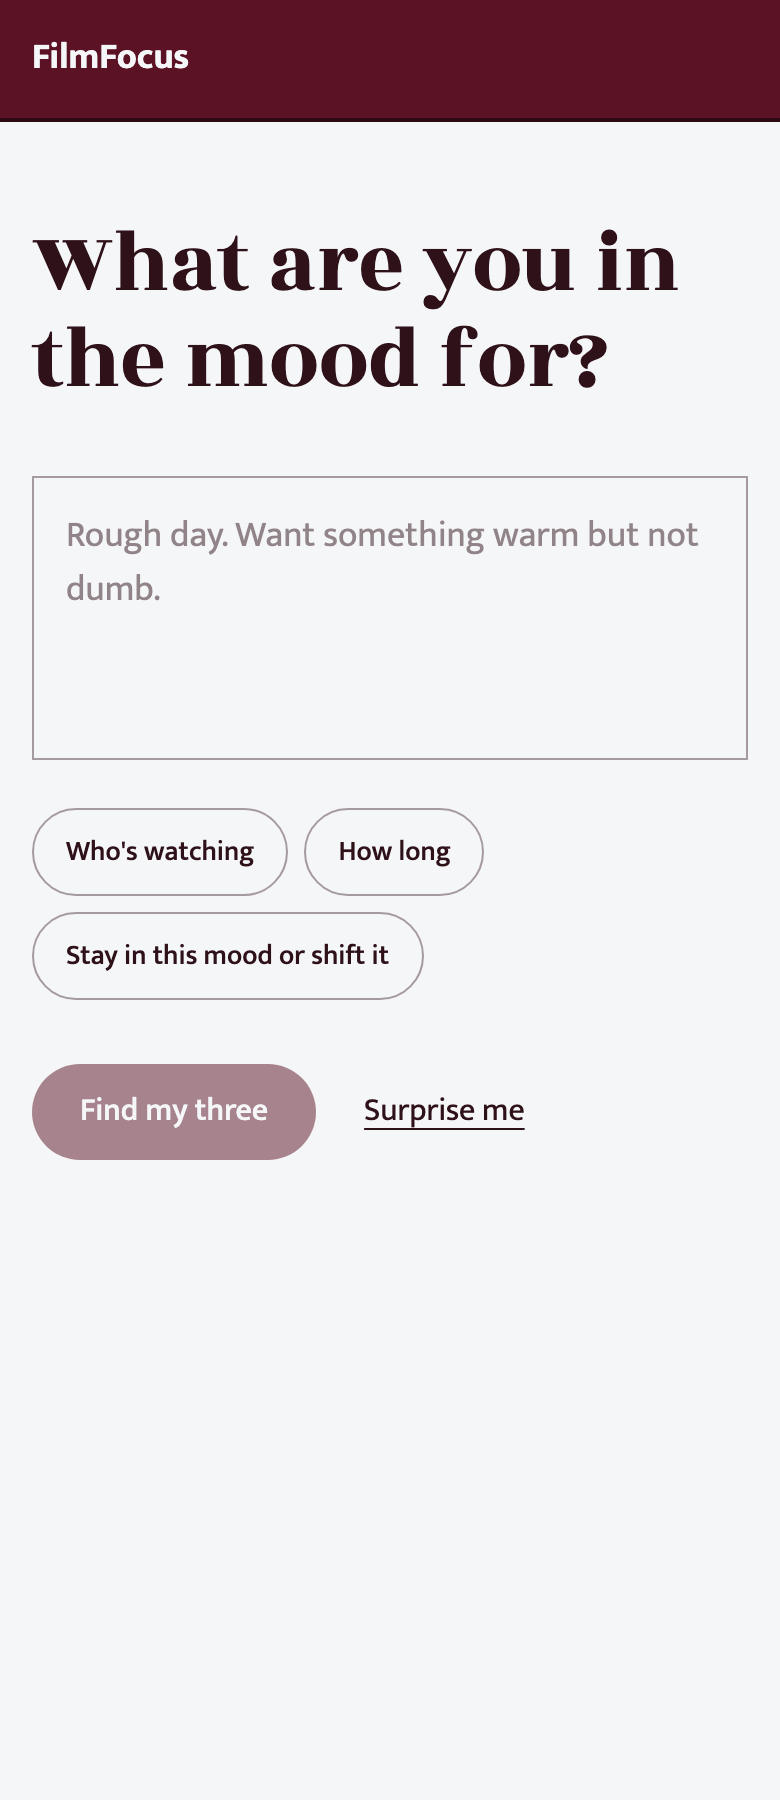 FilmFocus
What are you in
the mood for?
Rough day. Want something warm but not
dumb.
Who's watching
How long
Stay in this mood or shift it
Find my three
Surprise me